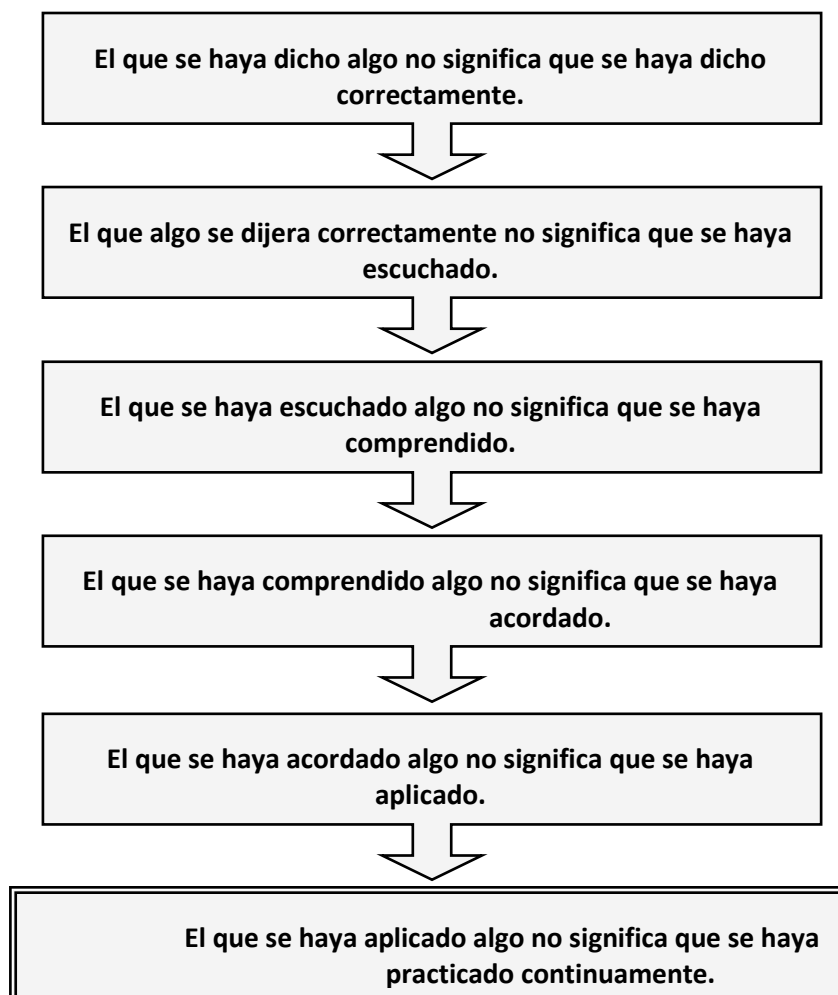 El que se haya dicho algo no significa que se haya dicho
correctamente.
El que algo se dijera correctamente no significa que se haya
escuchado.
El que se haya escuchado algo no significa que se haya
comprendido.
El que se haya comprendido algo no significa que se haya
acordado.
El que se haya acordado algo no significa que se haya
aplicado.
El que se haya aplicado algo no significa que se haya
practicado continuamente.